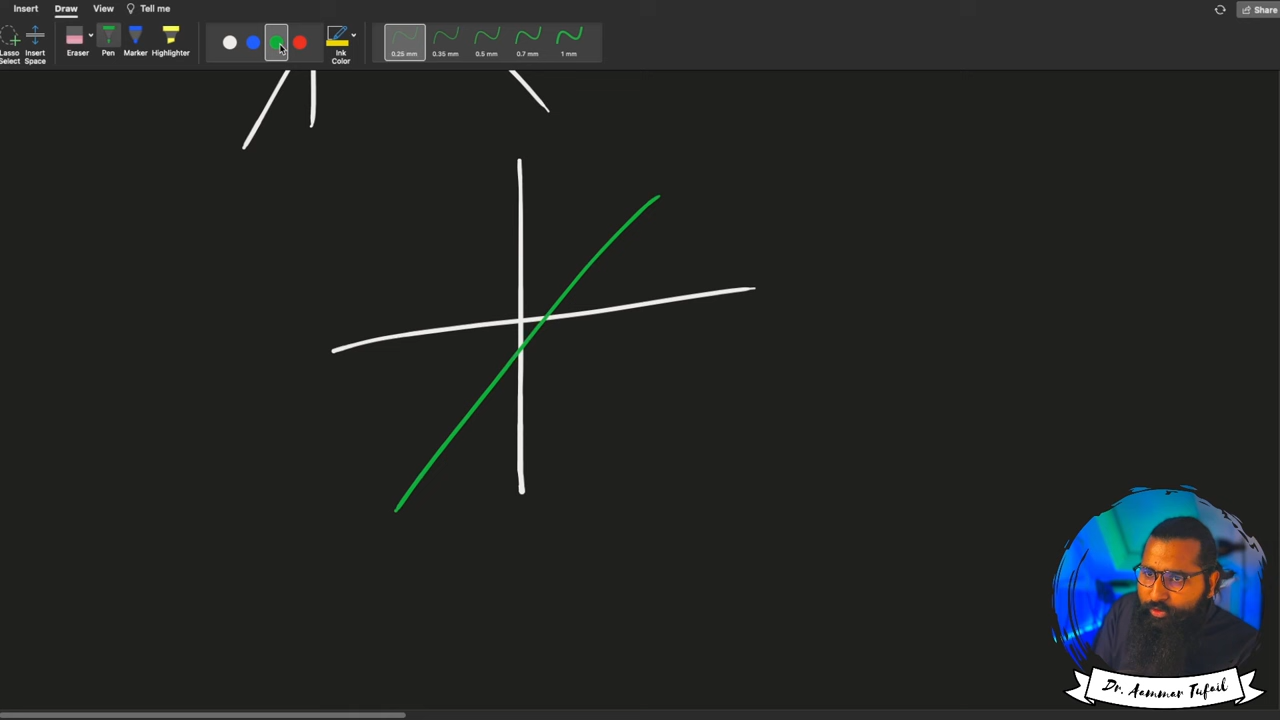 Insert Draw View Tell me
Share
Lasso
Select
Insert
Space
Eraser
Pen
Marker
Highlighter
Ink
Color
0.25 mm
0.35 mm
0.5 mm
0.7 mm
1 mm
Dr. Aammar Tufail